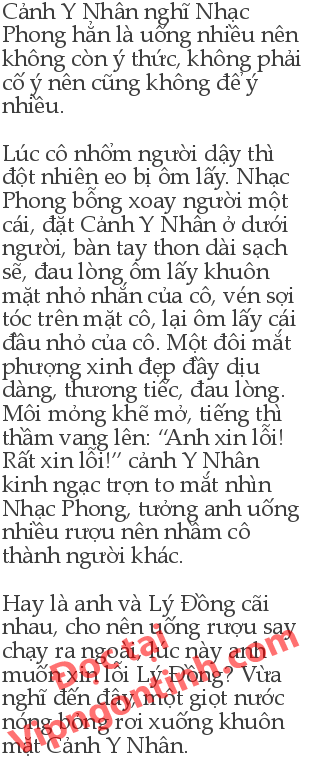 Cảnh Y Nhân nghĩ Nhạc
Phong hẳn là uống nhiều nên
không còn ý thức, không phải
cố ý nên cũng không để ý
nhiều.

Lúc cô nhổm người dậy thì
đột nhiên eo bị ôm lấy. Nhạc
Phong bỗng xoay người một
cái, đặt Cảnh Y Nhân ở dưới
người, bàn tay thon dài sạch
sẽ, đau lòng ôm lấy khuôn
mặt nhỏ nhắn của cô, vén sợi
tóc trên mặt cô, lại ôm lấy cái
đầu nhỏ của cô. Một đôi mắt
phượng xinh đẹp đầy dịu
dàng, thương tiếc, đau lòng.
Môi mỏng khẽ mở, tiếng thì
thầm vang lên: “Anh xin lỗi!
Rất xin lỗi!” cảnh Y Nhân
kinh ngạc trợn to mắt nhìn
Nhạc Phong, tưởng anh uống
nhiều rượu nên nhầm cô
thành người khác.

Hay là anh và Lý Đồng cãi
nhau, cho nên uống rượu say
chạy ra ngoài, lúc này anh
muốn xin lỗi Lý Đồng? Vừa
nghĩ đến đây, một giọt nước
nóng bỏng rơi xuống khuôn
mặt Cảnh Y Nhân.
Đọc tại
Vipngontinh.com